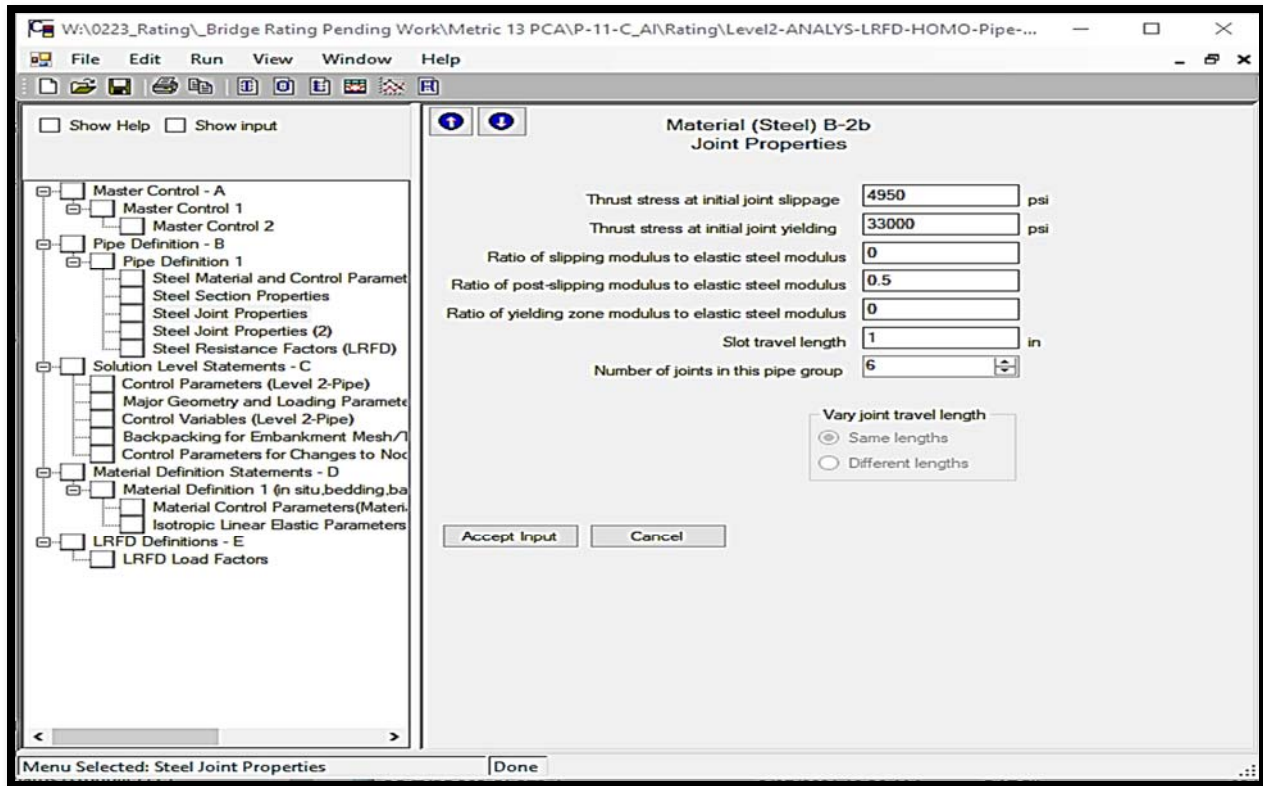 W:\0223_Rating\_Bridge Rating Pending Work\Metric 13 PCA\P-11-C_AI\Rating\Level2-ANALYS-LRFD-HOMO-Pipe-...
File Edit Run View Window Help
Show Help Show input
Master Control - A
Master Control 1
Master Control 2
Pipe Definition - B
Pipe Definition 1
Steel Material and Control Paramet
Steel Section Properties
Steel Joint Properties
Steel Joint Properties (2)
Steel Resistance Factors (LRFD)
Solution Level Statements - C
Control Parameters (Level 2-Pipe)
Major Geometry and Loading Paramete
Control Variables (Level 2-Pipe)
Backpacking for Embankment Mesh/T
Control Parameters for Changes to Noc
Material Definition Statements - D
Material Definition 1 (in situ,bedding,ba
Material Control Parameters(Materi.
Isotropic Linear Elastic Parameters
LRFD Definitions - E
LRFD Load Factors
Material (Steel) B-2b
Joint Properties
Thrust stress at initial joint slippage 4950 psi
Thrust stress at initial joint yielding 33000 psi
Ratio of slipping modulus to elastic steel modulus 0
Ratio of post-slipping modulus to elastic steel modulus 0.5
Ratio of yielding zone modulus to elastic steel modulus 0
Slot travel length 1 in
Number of joints in this pipe group 6
Vary joint travel length
Same lengths
Different lengths
Accept Input Cancel
Menu Selected: Steel Joint Properties Done